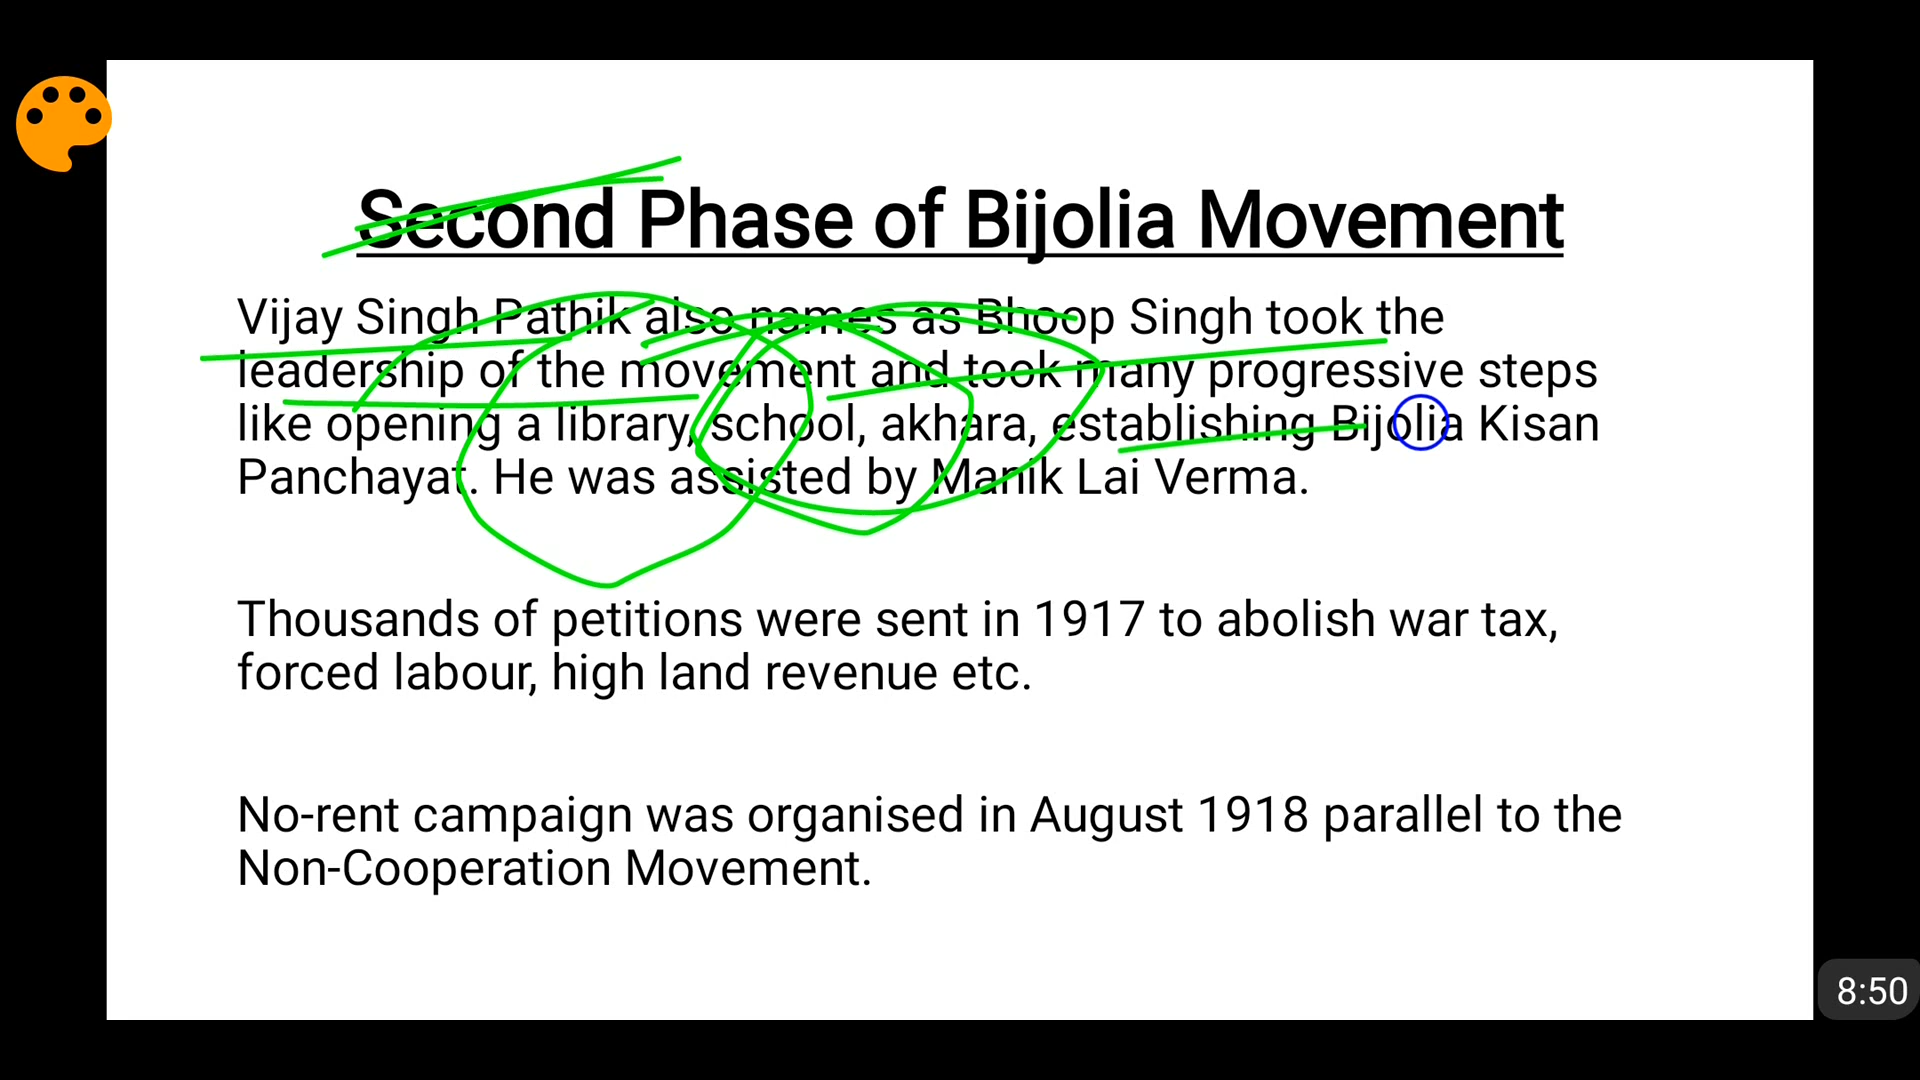 Second Phase of Bijolia Movement
Vijay Singh Pathik also names as Bhoop Singh took the
leadership of the movement and took many progressive steps
like opening a library, school, akhara, establishing Bijolia Kisan
Panchayat. He was assisted by Manik Lai Verma.
Thousands of petitions were sent in 1917 to abolish war tax,
forced labour, high land revenue etc.
No-rent campaign was organised in August 1918 parallel to the
Non-Cooperation Movement.
8:50